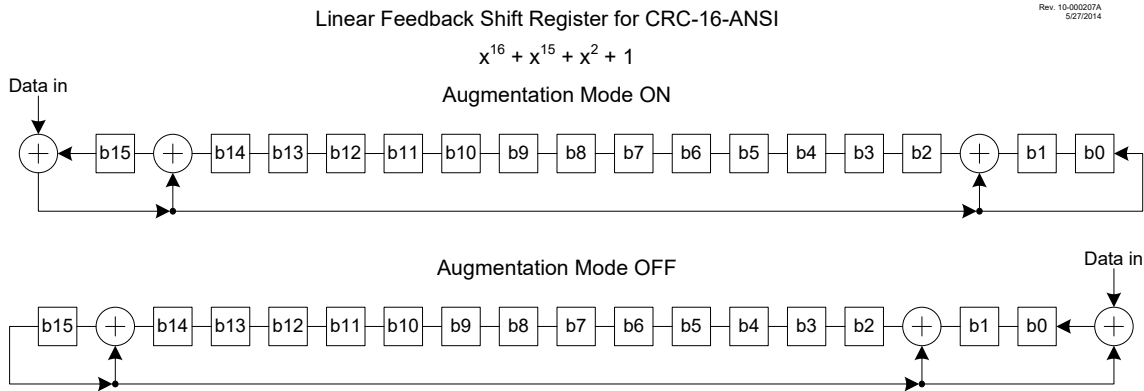 Linear Feedback Shift Register for CRC-16-ANSI
Rev. 10-000207A
5/27/2014
x¹⁶ + x¹⁵ + x² + 1
Data in
Augmentation Mode ON
+ b15 + b14 b13 b12 b11 b10 b9 b8 b7 b6 b5 b4 b3 b2 + b1 b0
Augmentation Mode OFF
Data in
b15 + b14 b13 b12 b11 b10 b9 b8 b7 b6 b5 b4 b3 b2 + b1 b0 +